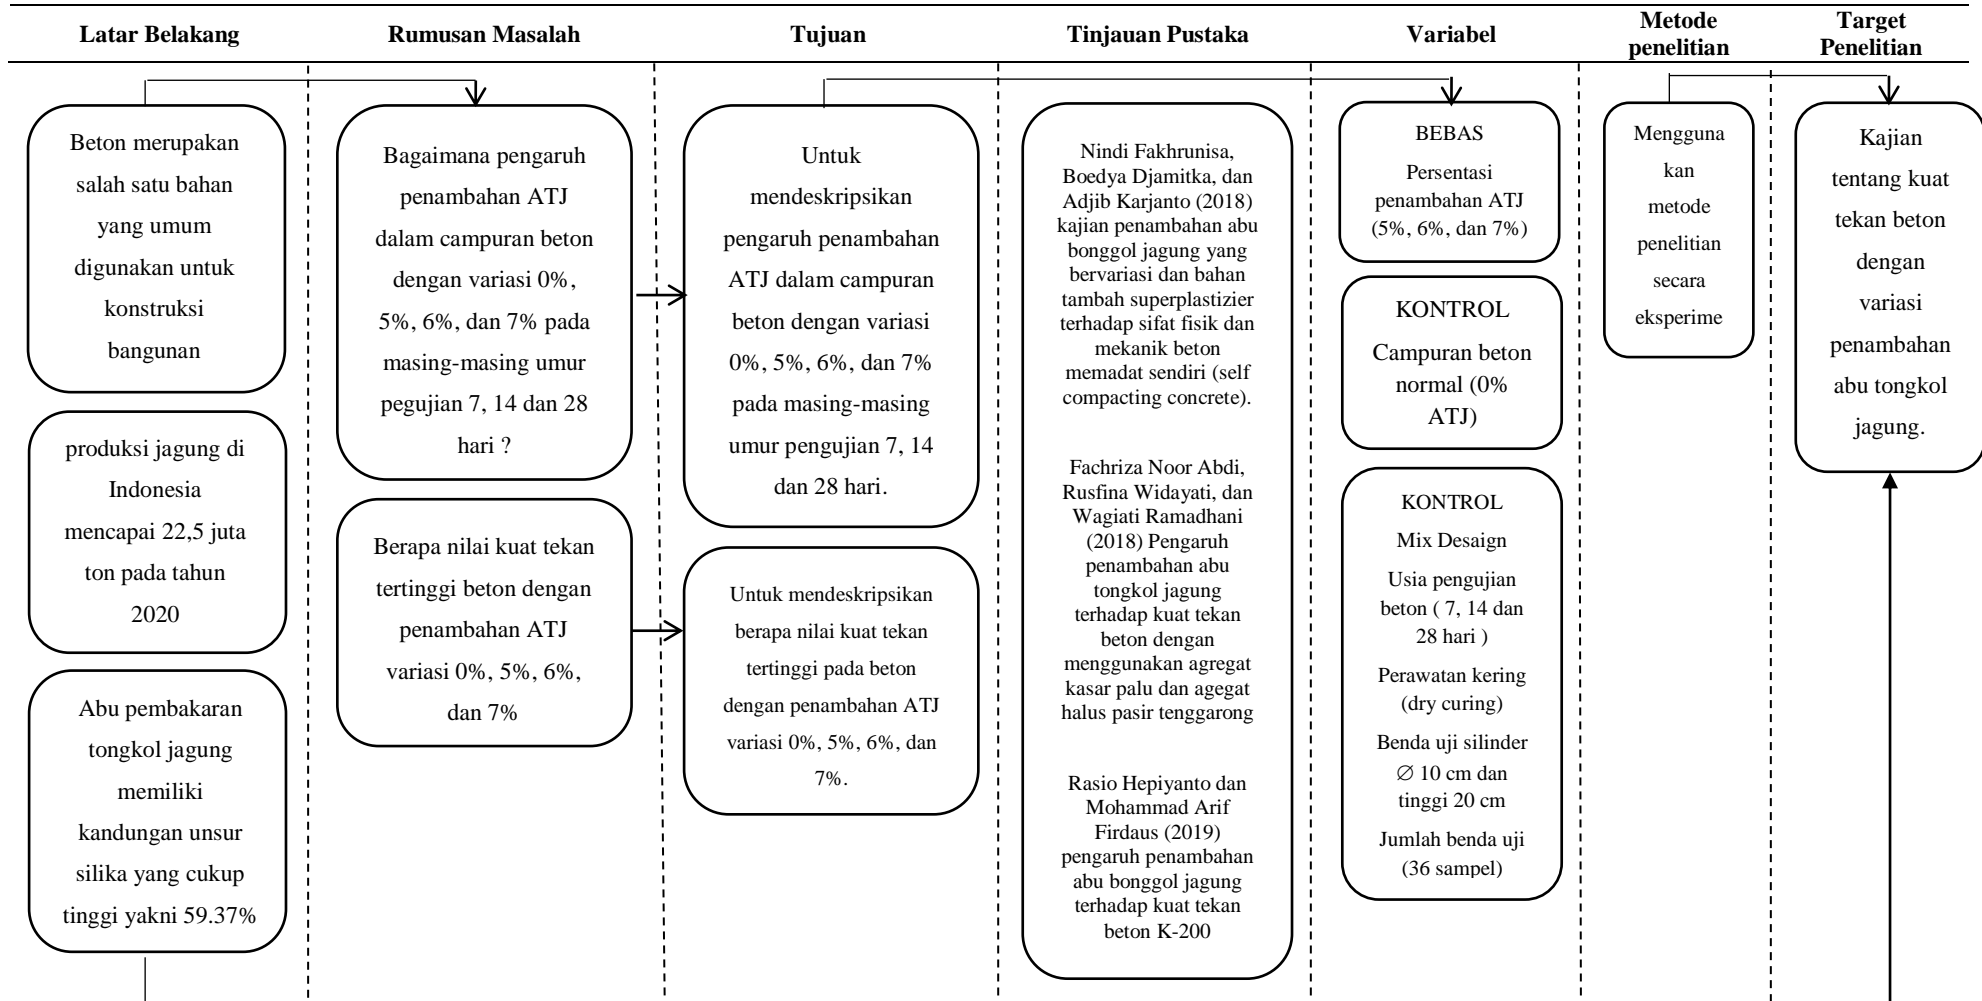 Latar Belakang
Rumusan Masalah
Tujuan
Tinjauan Pustaka
Variabel
Metode
penelitian
Target
Penelitian
Beton merupakan
salah satu bahan
yang umum
digunakan untuk
konstruksi
bangunan
produksi jagung di
Indonesia
mencapai 22,5 juta
ton pada tahun
2020
Abu pembakaran
tongkol jagung
memiliki
kandungan unsur
silika yang cukup
tinggi yakni 59.37%
Bagaimana pengaruh
penambahan ATJ
dalam campuran beton
dengan variasi 0%,
5%, 6%, dan 7% pada
masing-masing umur
pegujian 7, 14 dan 28
hari ?
Berapa nilai kuat tekan
tertinggi beton dengan
penambahan ATJ
variasi 0%, 5%, 6%,
dan 7%
Untuk
mendeskripsikan
pengaruh penambahan
ATJ dalam campuran
beton dengan variasi
0%, 5%, 6%, dan 7%
pada masing-masing
umur pengujian 7, 14
dan 28 hari.
Untuk mendeskripsikan
berapa nilai kuat tekan
tertinggi pada beton
dengan penambahan ATJ
variasi 0%, 5%, 6%, dan
7%.
Nindi Fakhrunisa,
Boedya Djamitka, dan
Adjib Karjanto (2018)
kajian penambahan abu
bonggol jagung yang
bervariasi dan bahan
tambah superplastizier
terhadap sifat fisik dan
mekanik beton
memadat sendiri (self
compacting concrete).
Fachriza Noor Abdi,
Rusfina Widayati, dan
Wagiati Ramadhani
(2018) Pengaruh
penambahan abu
tongkol jagung
terhadap kuat tekan
beton dengan
menggunakan agregat
kasar palu dan agegat
halus pasir tenggarong
Rasio Hepiyanto dan
Mohammad Arif
Firdaus (2019)
pengaruh penambahan
abu bonggol jagung
terhadap kuat tekan
beton K-200
BEBAS
Persentasi
penambahan ATJ
(5%, 6%, dan 7%)
KONTROL
Campuran beton
normal (0%
ATJ)
KONTROL
Mix Desaign
Usia pengujian
beton ( 7, 14 dan
28 hari )
Perawatan kering
(dry curing)
Benda uji silinder
∅ 10 cm dan
tinggi 20 cm
Jumlah benda uji
(36 sampel)
Mengguna
kan
metode
penelitian
secara
eksperime
Kajian
tentang kuat
tekan beton
dengan
variasi
penambahan
abu tongkol
jagung.